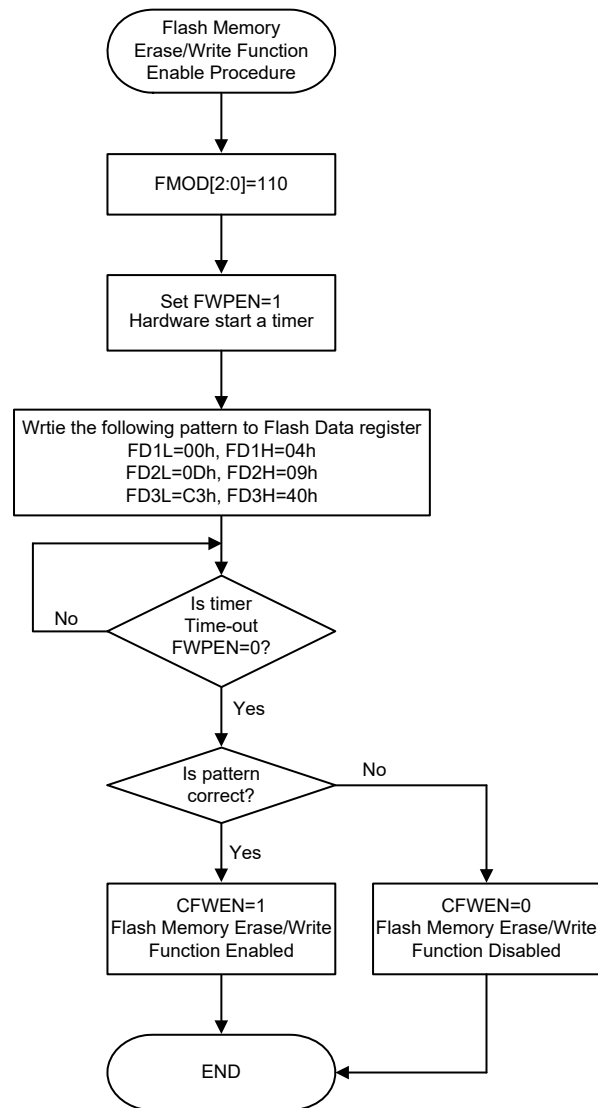 Flash Memory
Erase/Write Function
Enable Procedure
FMOD[2:0]=110
Set FWPEN=1
Hardware start a timer
Wrtie the following pattern to Flash Data register
FD1L=00h, FD1H=04h
FD2L=0Dh, FD2H=09h
FD3L=C3h, FD3H=40h
Is timer
Time-out
FWPEN=0?
No
Yes
Is pattern
correct?
No
Yes
CFWEN=1
Flash Memory Erase/Write
Function Enabled
CFWEN=0
Flash Memory Erase/Write
Function Disabled
END